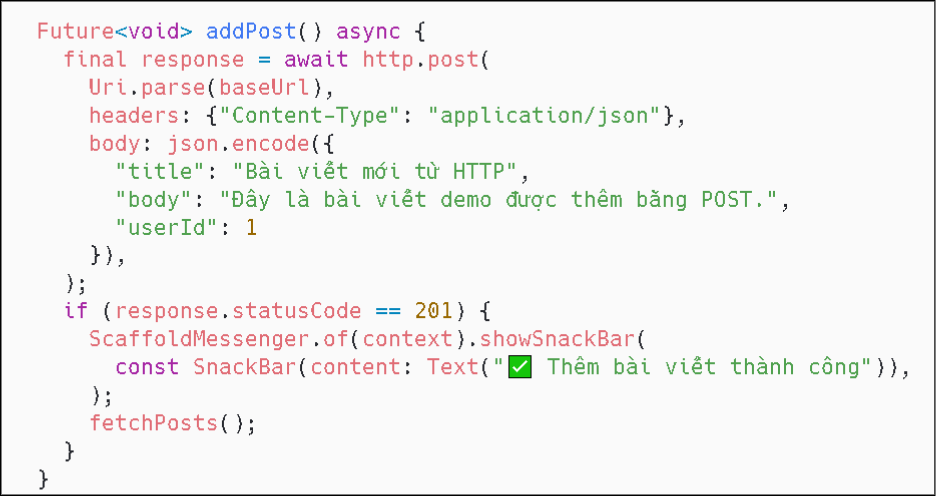 Future<void> addPost() async {
  final response = await http.post(
    Uri.parse(baseUrl),
    headers: {"Content-Type": "application/json"},
    body: json.encode({
      "title": "Bài viết mới từ HTTP",
      "body": "Đây là bài viết demo được thêm bằng POST.",
      "userId": 1
    }),
  );
  if (response.statusCode == 201) {
    ScaffoldMessenger.of(context).showSnackBar(
      const SnackBar(content: Text("✅ Thêm bài viết thành công")),
    );
    fetchPosts();
  }
}